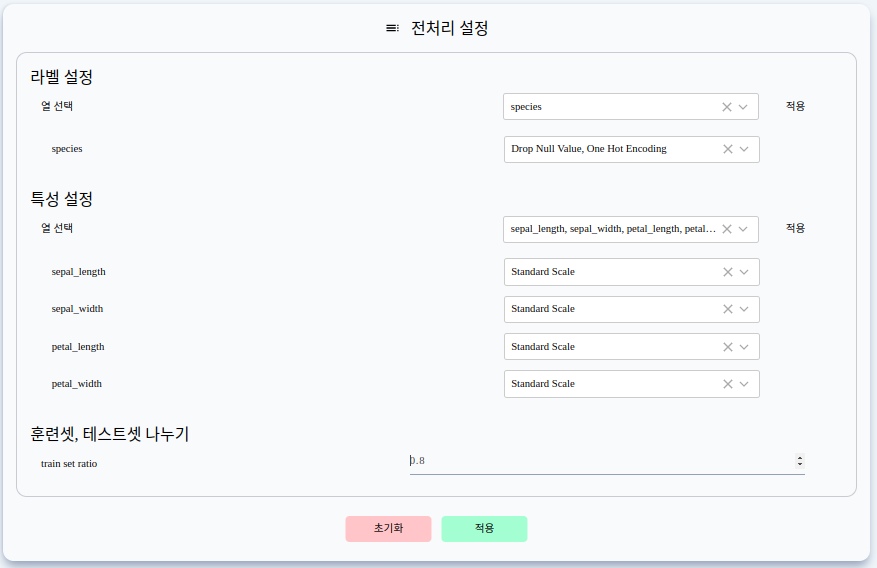 전처리 설정
라벨 설정
열 선택 species 적용
species Drop Null Value, One Hot Encoding
특성 설정
열 선택 sepal_length, sepal_width, petal_length, petal... 적용
sepal_length Standard Scale
sepal_width Standard Scale
petal_length Standard Scale
petal_width Standard Scale
훈련셋, 테스트셋 나누기
train set ratio 0.8
초기화 적용